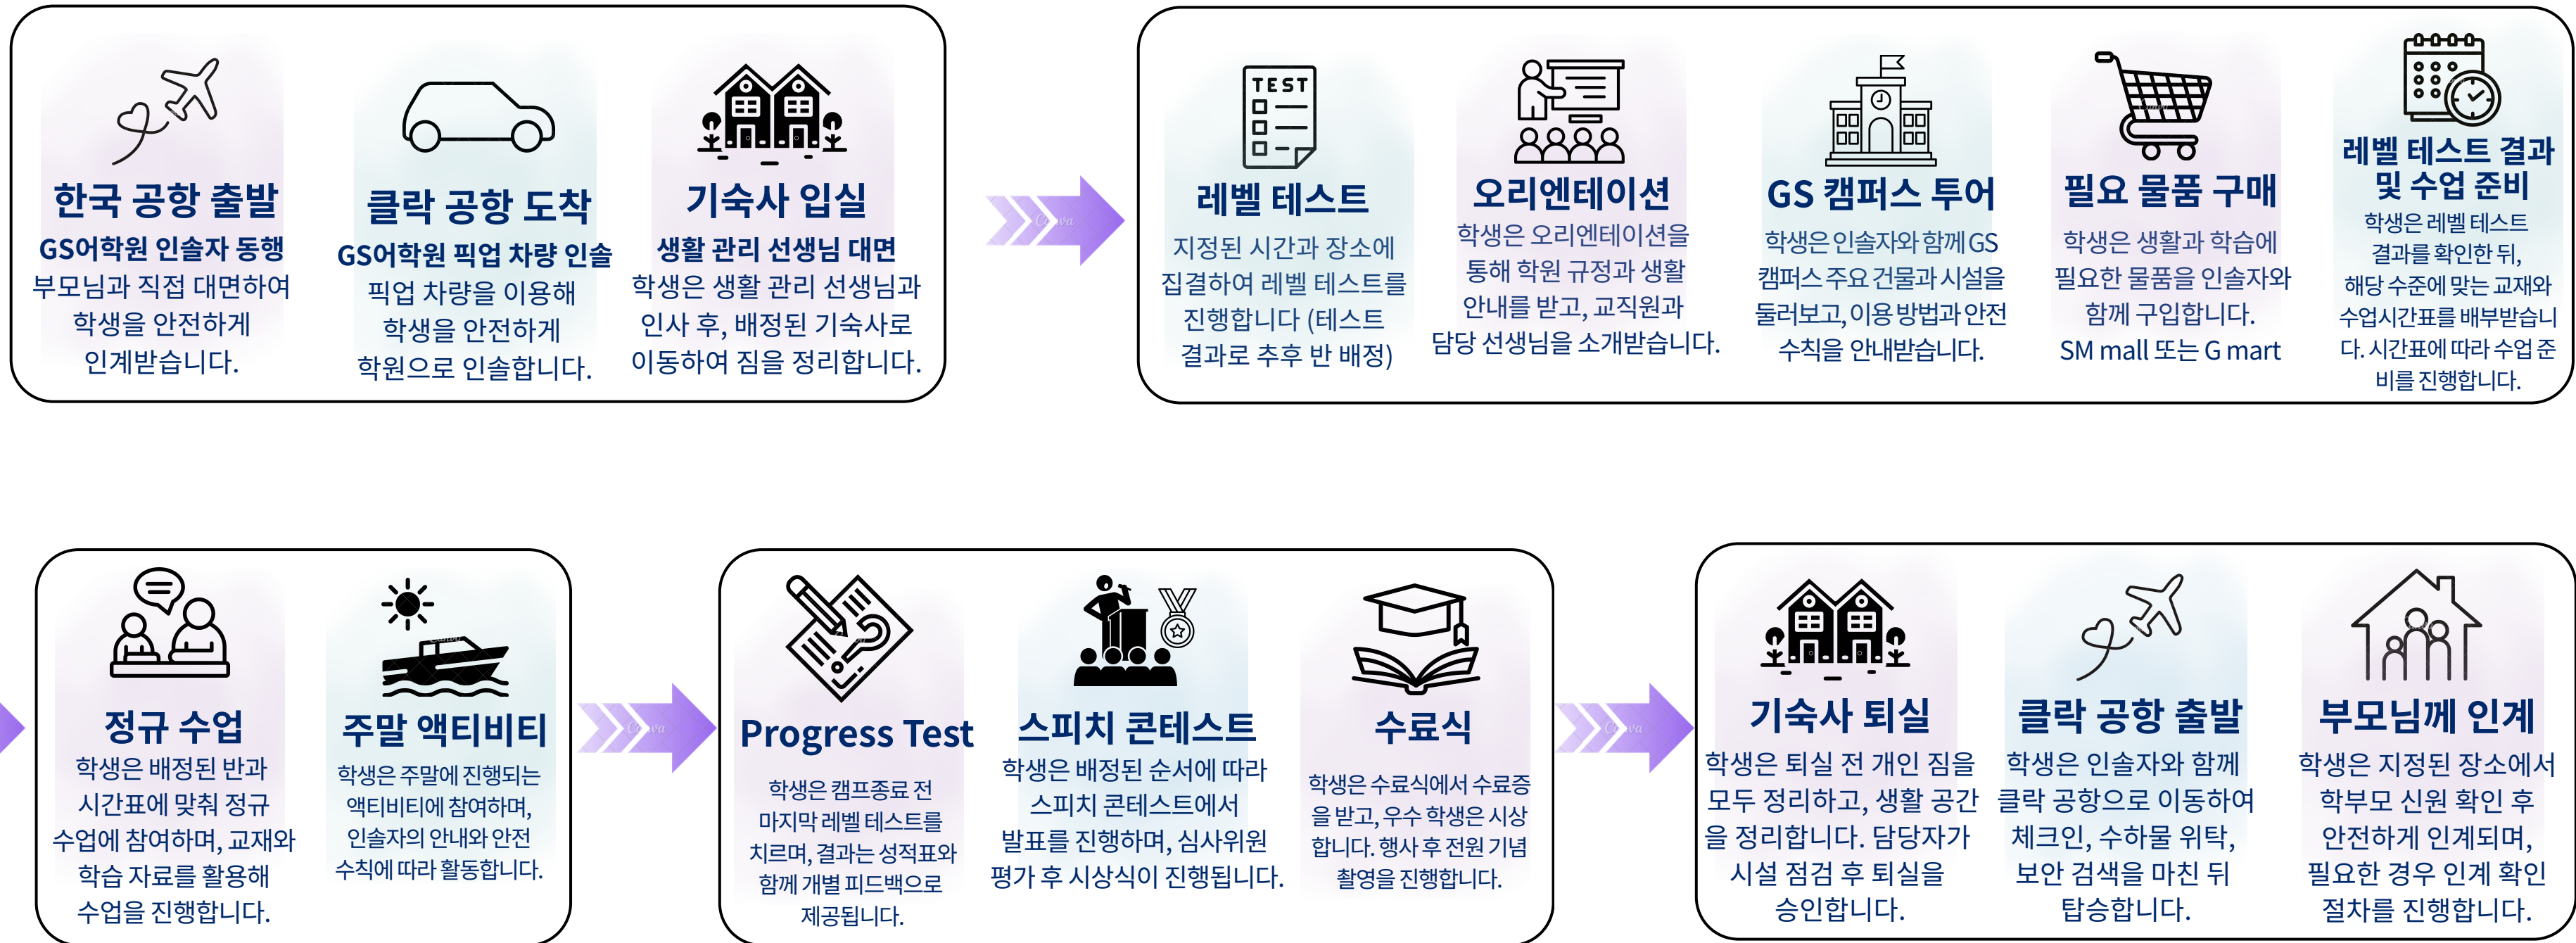 한국 공항 출발
GS어학원 인솔자 동행
부모님과 직접 대면하여
학생을 안전하게
인계받습니다.
클락 공항 도착
GS어학원 픽업 차량 인솔
픽업 차량을 이용해
학생을 안전하게
학원으로 인솔합니다.
기숙사 입실
생활 관리 선생님 대면
학생은 생활 관리 선생님과
인사 후, 배정된 기숙사로
이동하여 짐을 정리합니다.
Canva
TEST
레벨 테스트
지정된 시간과 장소에
집결하여 레벨 테스트를
진행합니다 (테스트
결과로 추후 반 배정)
오리엔테이션
학생은 오리엔테이션을
통해 학원 규정과 생활
안내를 받고, 교직원과
담당 선생님을 소개받습니다.
GS 캠퍼스 투어
학생은 인솔자와 함께 GS
캠퍼스 주요 건물과 시설을
둘러보고, 이용 방법과 안전
수칙을 안내받습니다.
필요 물품 구매
학생은 생활과 학습에
필요한 물품을 인솔자와
함께 구입합니다.
SM mall 또는 G mart
레벨 테스트 결과
및 수업 준비
학생은 레벨 테스트
결과를 확인한 뒤,
해당 수준에 맞는 교재와
수업시간표를 배부받습니
다. 시간표에 따라 수업 준
비를 진행합니다.
정규 수업
학생은 배정된 반과
시간표에 맞춰 정규
수업에 참여하며, 교재와
학습 자료를 활용해
수업을 진행합니다.
주말 액티비티
학생은 주말에 진행되는
액티비티에 참여하며,
인솔자의 안내와 안전
수칙에 따라 활동합니다.
Canva
Progress Test
학생은 캠프종료 전
마지막 레벨 테스트를
치르며, 결과는 성적표와
함께 개별 피드백으로
제공됩니다.
스피치 콘테스트
학생은 배정된 순서에 따라
스피치 콘테스트에서
발표를 진행하며, 심사위원
평가 후 시상식이 진행됩니다.
수료식
학생은 수료식에서 수료증
을 받고, 우수 학생은 시상
합니다. 행사 후 전원 기념
촬영을 진행합니다.
Canva
기숙사 퇴실
학생은 퇴실 전 개인 짐을
모두 정리하고, 생활 공간
을 정리합니다. 담당자가
시설 점검 후 퇴실을
승인합니다.
클락 공항 출발
학생은 인솔자와 함께
클락 공항으로 이동하여
체크인, 수하물 위탁,
보안 검색을 마친 뒤
탑승합니다.
부모님께 인계
학생은 지정된 장소에서
학부모 신원 확인 후
안전하게 인계되며,
필요한 경우 인계 확인
절차를 진행합니다.